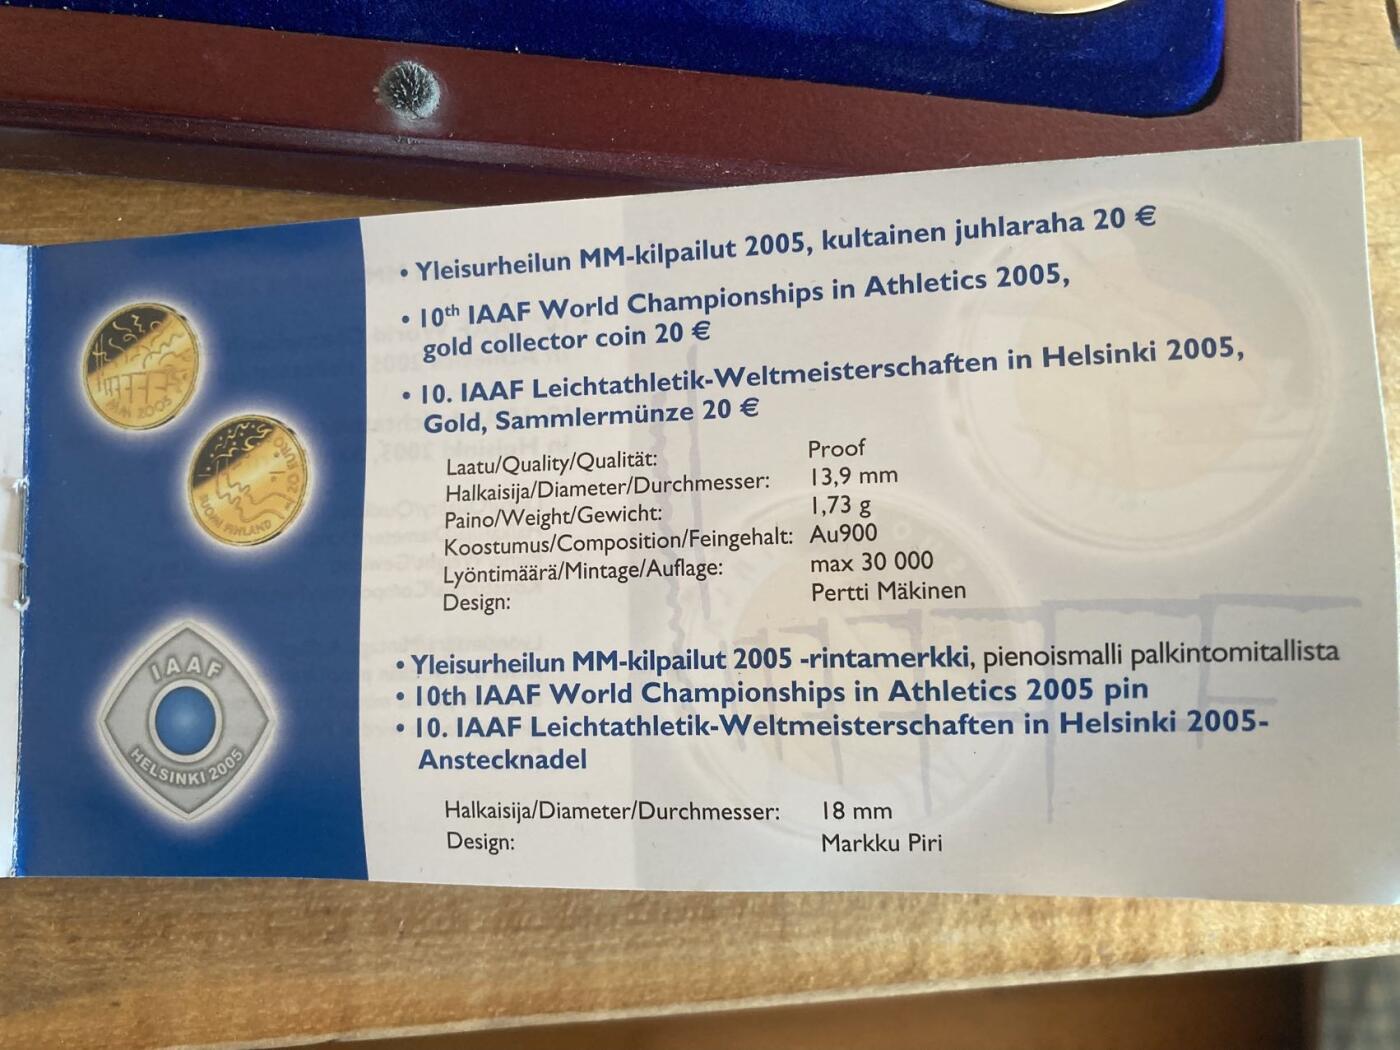 • Yleisurheilun MM-kilpailut 2005, kultainen juhlaraha 20 €
• 10th IAAF World Championships in Athletics 2005,
gold collector coin 20 €
• 10. IAAF Leichtathletik-Weltmeisterschaften in Helsinki 2005,
Gold, Sammlermünze 20 €
Laatu/Quality/Qualität: Proof
Halkaisija/Diameter/Durchmesser: 13,9 mm
Paino/Weight/Gewicht: 1,73 g
Koostumus/Composition/Feingehalt: Au900
Lyöntimäärä/Mintage/Auflage: max 30 000
Design: Pertti Mäkinen
• Yleisurheilun MM-kilpailut 2005 -rintamerkki, pienoismalli palkintomitallista
• 10th IAAF World Championships in Athletics 2005 pin
• 10. IAAF Leichtathletik-Weltmeisterschaften in Helsinki 2005-
Anstecknadel
Halkaisija/Diameter/Durchmesser: 18 mm
Design: Markku Piri
MM 2005
20 EURO
SUOMI FINLAND
IAAF
HELSINKI 2005